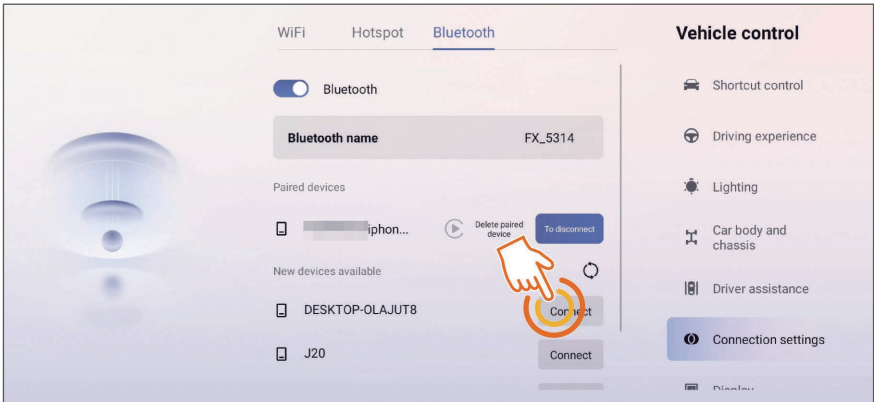 WiFi Hotspot Bluetooth
Bluetooth
Bluetooth name FX_5314
Paired devices
iphon... Delete paired
device To disconnect
New devices available
DESKTOP-OLAJUT8 Connect
J20 Connect
Vehicle control
Shortcut control
Driving experience
Lighting
Car body and
chassis
Driver assistance
Connection settings
Display